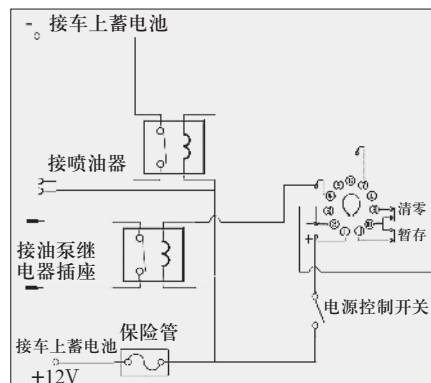 - 接车上蓄电池
接喷油器
清零
+
暂存
接油泵继
电器插座
电源控制开关
保险管
接车上蓄电池
+12V